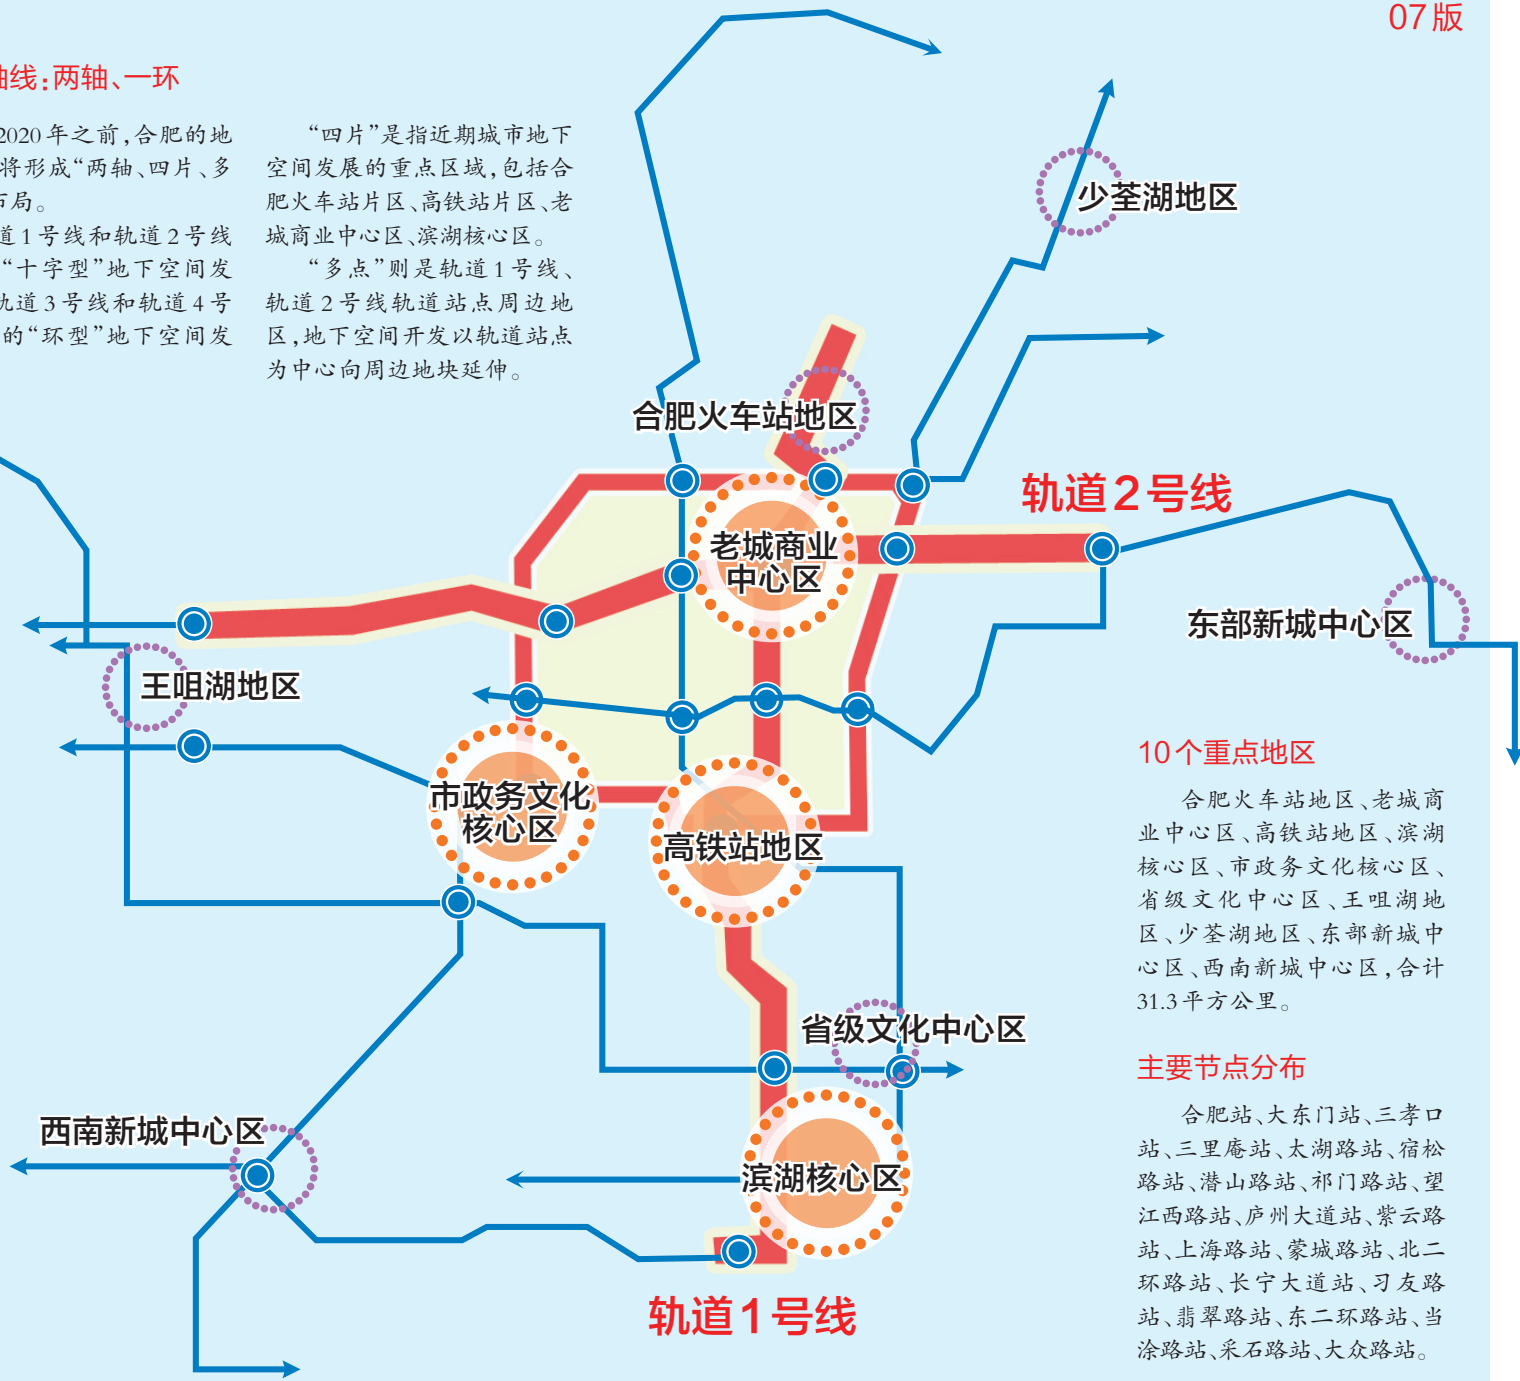 07版
轴线:两轴、一环
2020年之前,合肥的地
将形成“两轴、四片、多
布局。
道1号线和轨道2号线
“十字型”地下空间发
轨道3号线和轨道4号
的“环型”地下空间发
“四片”是指近期城市地下
空间发展的重点区域,包括合
肥火车站片区、高铁站片区、老
城商业中心区、滨湖核心区。
“多点”则是轨道1号线、
轨道2号线轨道站点周边地
区,地下空间开发以轨道站点
为中心向周边地块延伸。
少荃湖地区
合肥火车站地区
轨道2号线
老城商业
中心区
东部新城中心区
王咀湖地区
市政务文化
核心区
高铁站地区
省级文化中心区
西南新城中心区
滨湖核心区
轨道1号线
10个重点地区
合肥火车站地区、老城商
业中心区、高铁站地区、滨湖
核心区、市政务文化核心区、
省级文化中心区、王咀湖地
区、少荃湖地区、东部新城中
心区、西南新城中心区,合计
31.3平方公里。
主要节点分布
合肥站、大东门站、三孝口
站、三里庵站、太湖路站、宿松
路站、潜山路站、祁门路站、望
江西路站、庐州大道站、紫云路
站、上海路站、蒙城路站、北二
环路站、长宁大道站、习友路
站、翡翠路站、东二环路站、当
涂路站、采石路站、大众路站。